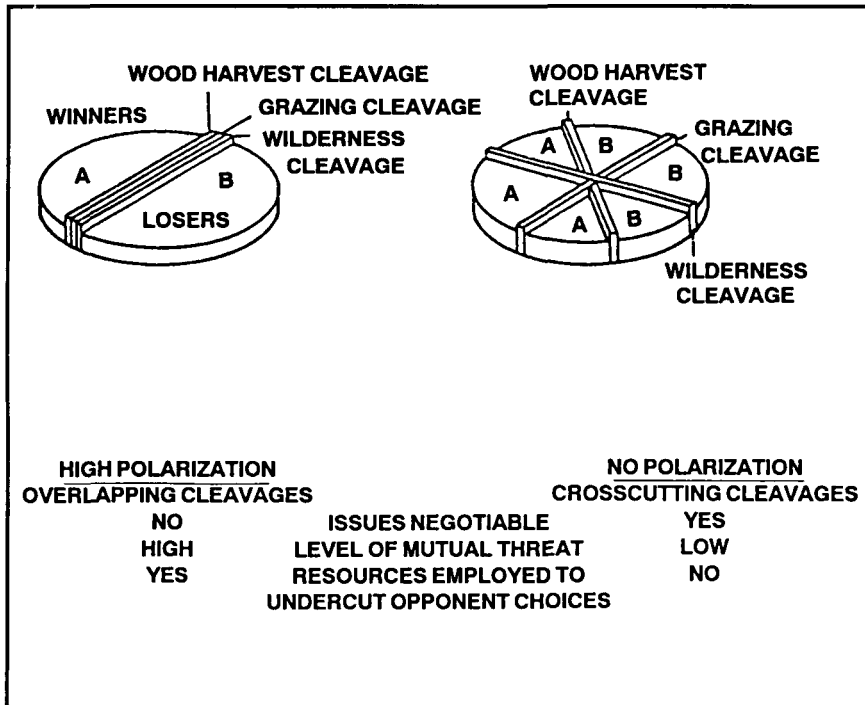 WOOD HARVEST CLEAVAGE
WINNERS
GRAZING CLEAVAGE
WILDERNESS
CLEAVAGE
A
B
LOSERS
WOOD HARVEST
CLEAVAGE
GRAZING
CLEAVAGE
A
B
A
B
A
B
WILDERNESS
CLEAVAGE
HIGH POLARIZATION
OVERLAPPING CLEAVAGES
NO POLARIZATION
CROSSCUTTING CLEAVAGES
NO ISSUES NEGOTIABLE YES
HIGH LEVEL OF MUTUAL THREAT LOW
YES RESOURCES EMPLOYED TO NO
UNDERCUT OPPONENT CHOICES